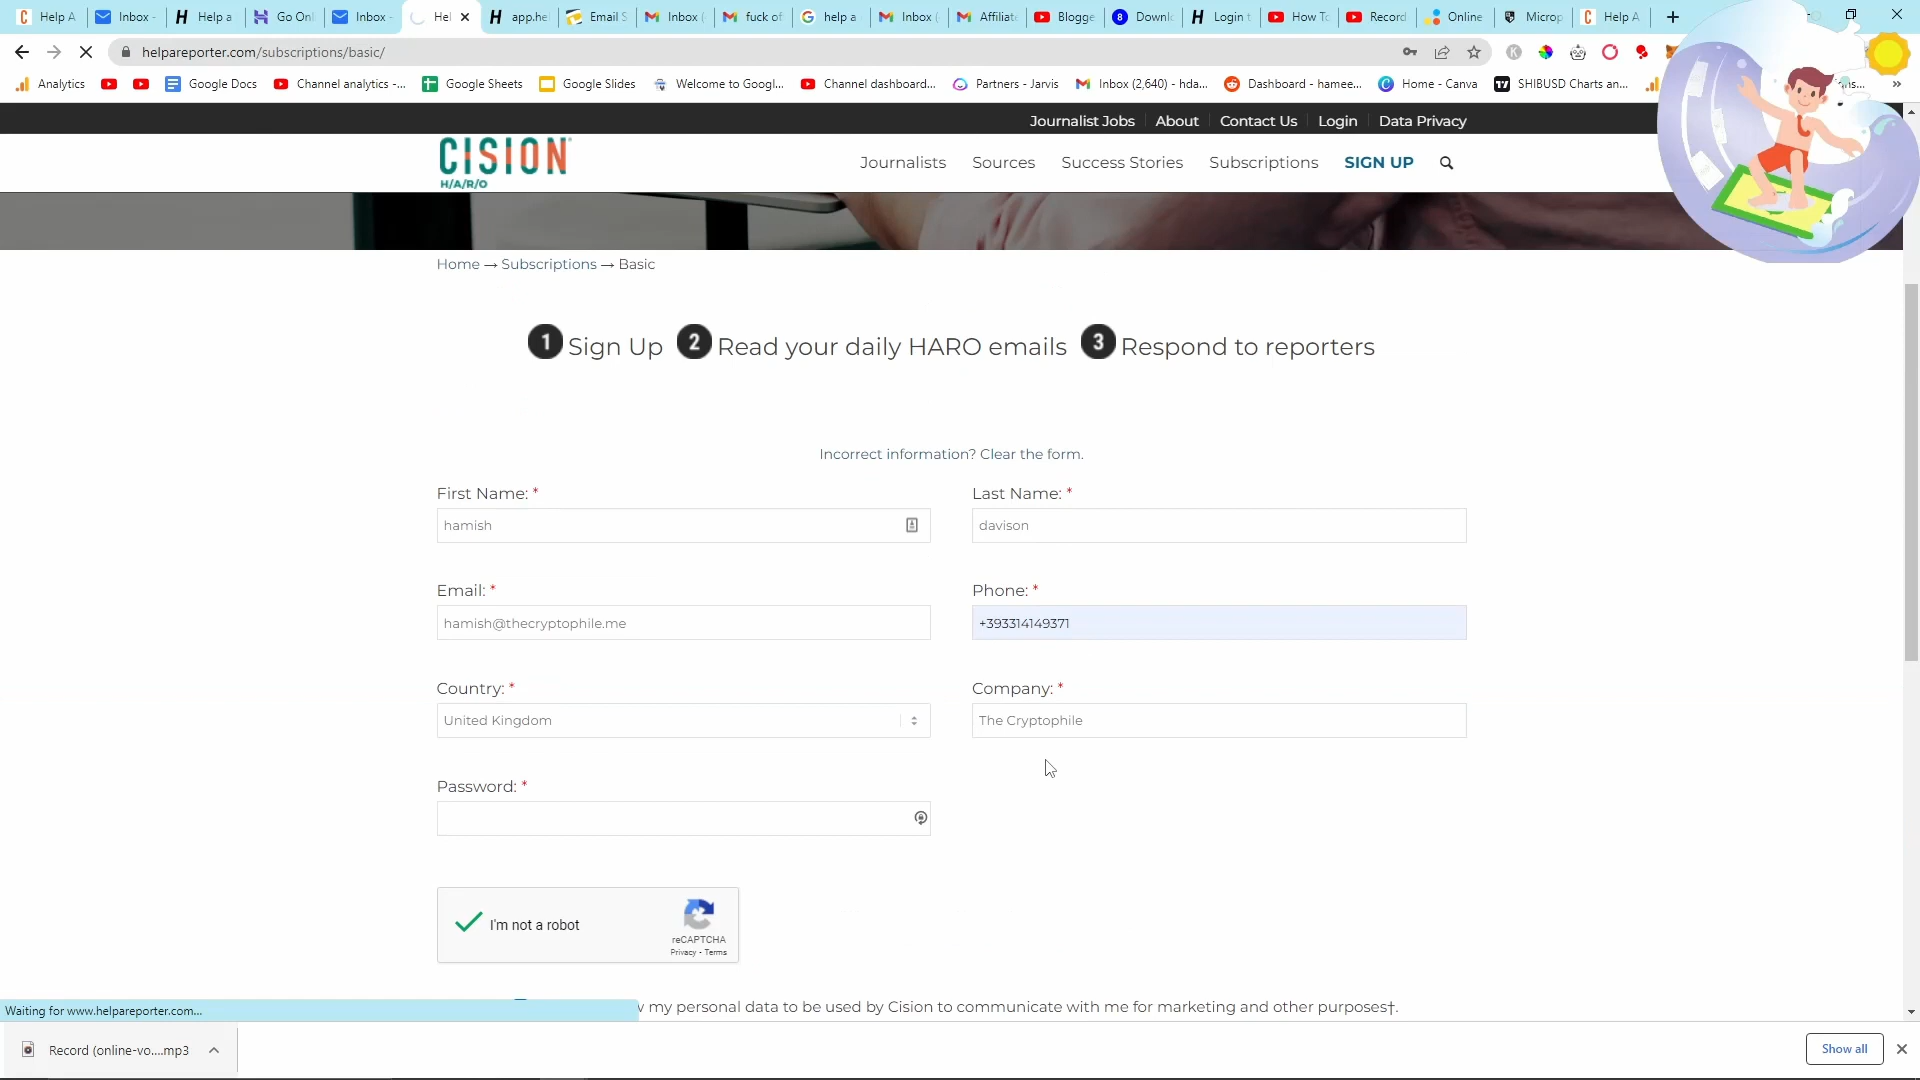 Help A
Inbox -
Help a
Go Onl
Inbox -
Hel
app.he
Email S
Inbox (
fuck of
help a
Inbox (
Affiliat
Blogge
Downl
Login t
How To
Record
Online
Microp
Help A
helpareporter.com/subscriptions/basic/
Analytics
Google Docs
Channel analytics -...
Google Sheets
Google Slides
Welcome to Googl...
Channel dashboard...
Partners - Jarvis
Inbox (2,640) - hda...
Dashboard - hamee...
Home - Canva
SHIBUSD Charts an...
Journalist Jobs
About
Contact Us
Login
Data Privacy
CISION
H/A/R/O
Journalists
Sources
Success Stories
Subscriptions
SIGN UP
Home → Subscriptions → Basic
1 Sign Up 2 Read your daily HARO emails 3 Respond to reporters
Incorrect information? Clear the form.
First Name: *
hamish
Last Name: *
davison
Email: *
hamish@thecryptophile.me
Phone: *
+393314149371
Country: *
United Kingdom
Company: *
The Cryptophile
Password: *
I'm not a robot
reCAPTCHA
Privacy - Terms
my personal data to be used by Cision to communicate with me for marketing and other purposes†.
Waiting for www.helpareporter.com...
Record (online-vo....mp3
Show all